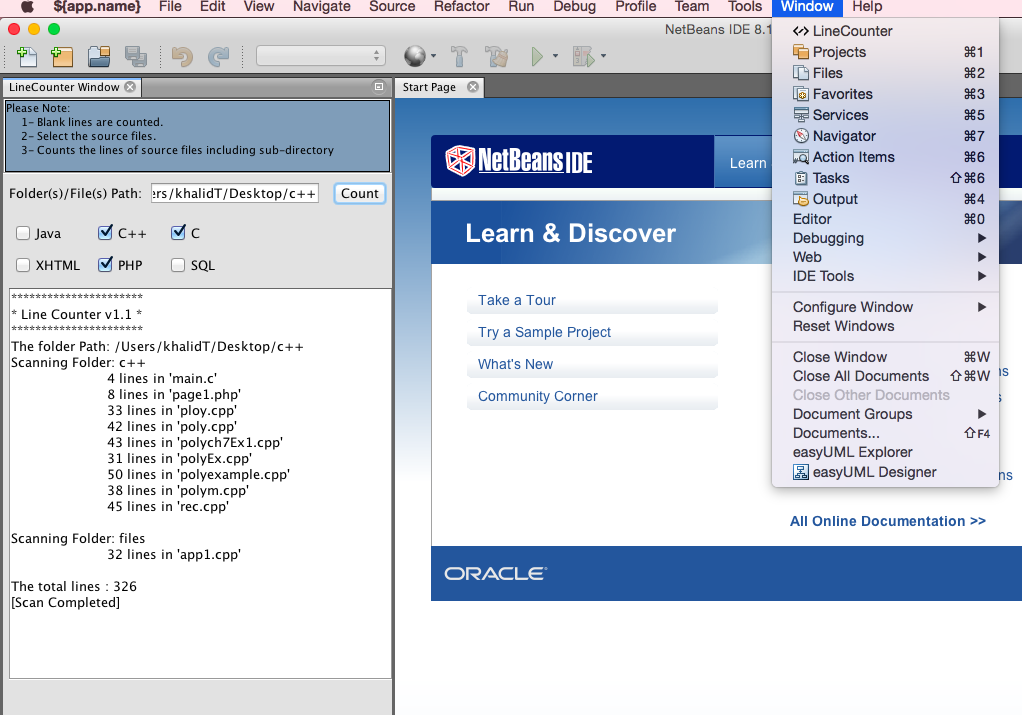 ${app.name} File Edit View Navigate Source Refactor Run Debug Profile Team Tools Window Help
NetBeans IDE 8.1
LineCounter Window
Please Note:
1- Blank lines are counted.
2- Select the source files.
3- Counts the lines of source files including sub-directory
Folder(s)/File(s) Path: ers/khalidT/Desktop/c++ Count
Java C++ C
XHTML PHP SQL
**********************
* Line Counter v1.1 *
**********************
The folder Path: /Users/khalidT/Desktop/c++
Scanning Folder: c++
4 lines in 'main.c'
8 lines in 'page1.php'
33 lines in 'ploy.cpp'
42 lines in 'poly.cpp'
43 lines in 'polych7Ex1.cpp'
31 lines in 'polyEx.cpp'
50 lines in 'polyexample.cpp'
38 lines in 'polym.cpp'
45 lines in 'rec.cpp'
Scanning Folder: files
32 lines in 'app1.cpp'
The total lines : 326
[Scan Completed]
Start Page
NetBeans IDE
Learn
Learn & Discover
Take a Tour
Try a Sample Project
What's New
Community Corner
All Online Documentation >>
ORACLE
LineCounter
Projects ⌘1
Files ⌘2
Favorites ⌘3
Services ⌘5
Navigator ⌘7
Action Items ⌘6
Tasks ⇧⌘6
Output ⌘4
Editor ⌘0
Debugging
Web
IDE Tools
Configure Window
Reset Windows
Close Window ⌘W
Close All Documents ⇧⌘W
Close Other Documents
Document Groups
Documents... ⇧F4
easyUML Explorer
easyUML Designer